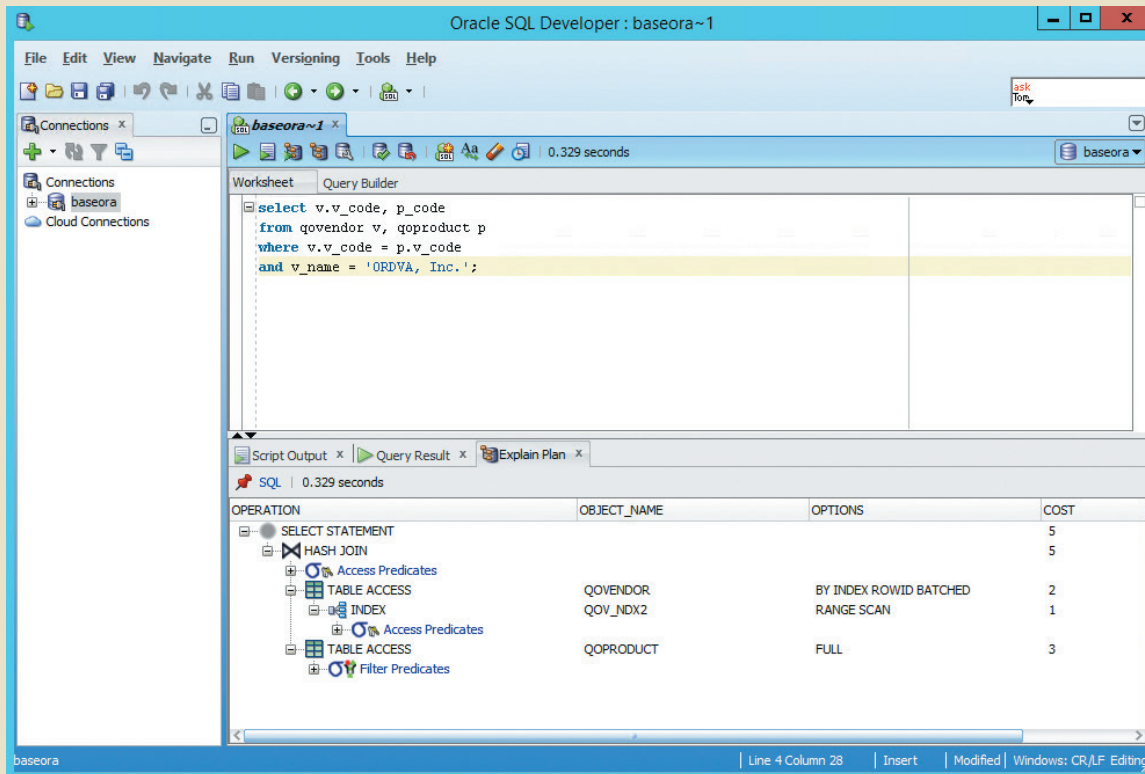 Oracle SQL Developer : baseora~1
File Edit View Navigate Run Versioning Tools Help
ask
Tom
Connections x
baseora~1 x
SQL
0.329 seconds
baseora
Connections
baseora
Cloud Connections
Worksheet Query Builder
select v.v_code, p_code
from qovendor v, qoproduct p
where v.v_code = p.v_code
and v_name = 'ORDVA, Inc.';
Script Output x Query Result x Explain Plan x
SQL | 0.329 seconds
OPERATION OBJECT_NAME OPTIONS COST
SELECT STATEMENT 5
HASH JOIN 5
Access Predicates
TABLE ACCESS QOVENDOR BY INDEX ROWID BATCHED 2
INDEX QOV_NDX2 RANGE SCAN 1
Access Predicates
TABLE ACCESS QOPRODUCT FULL 3
Filter Predicates
baseora | Line 4 Column 28 | Insert | Modified | Windows: CR/LF Editing